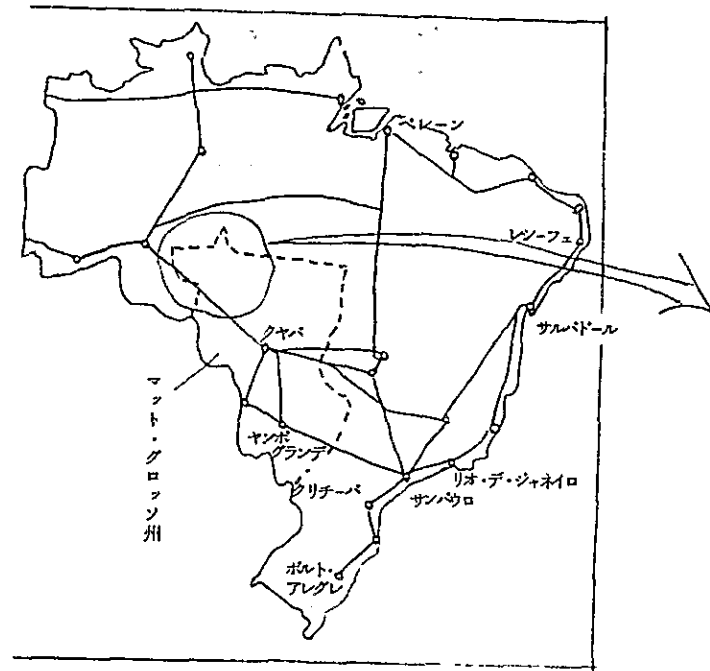 ベレーン
レシーフェ
サルバドール
クヤバ
マット・グロッソ州
ヤンポ
グランデ
クリチーバ
リオ・デ・ジャネイロ
サンパウロ
ポルト・
アレグレ